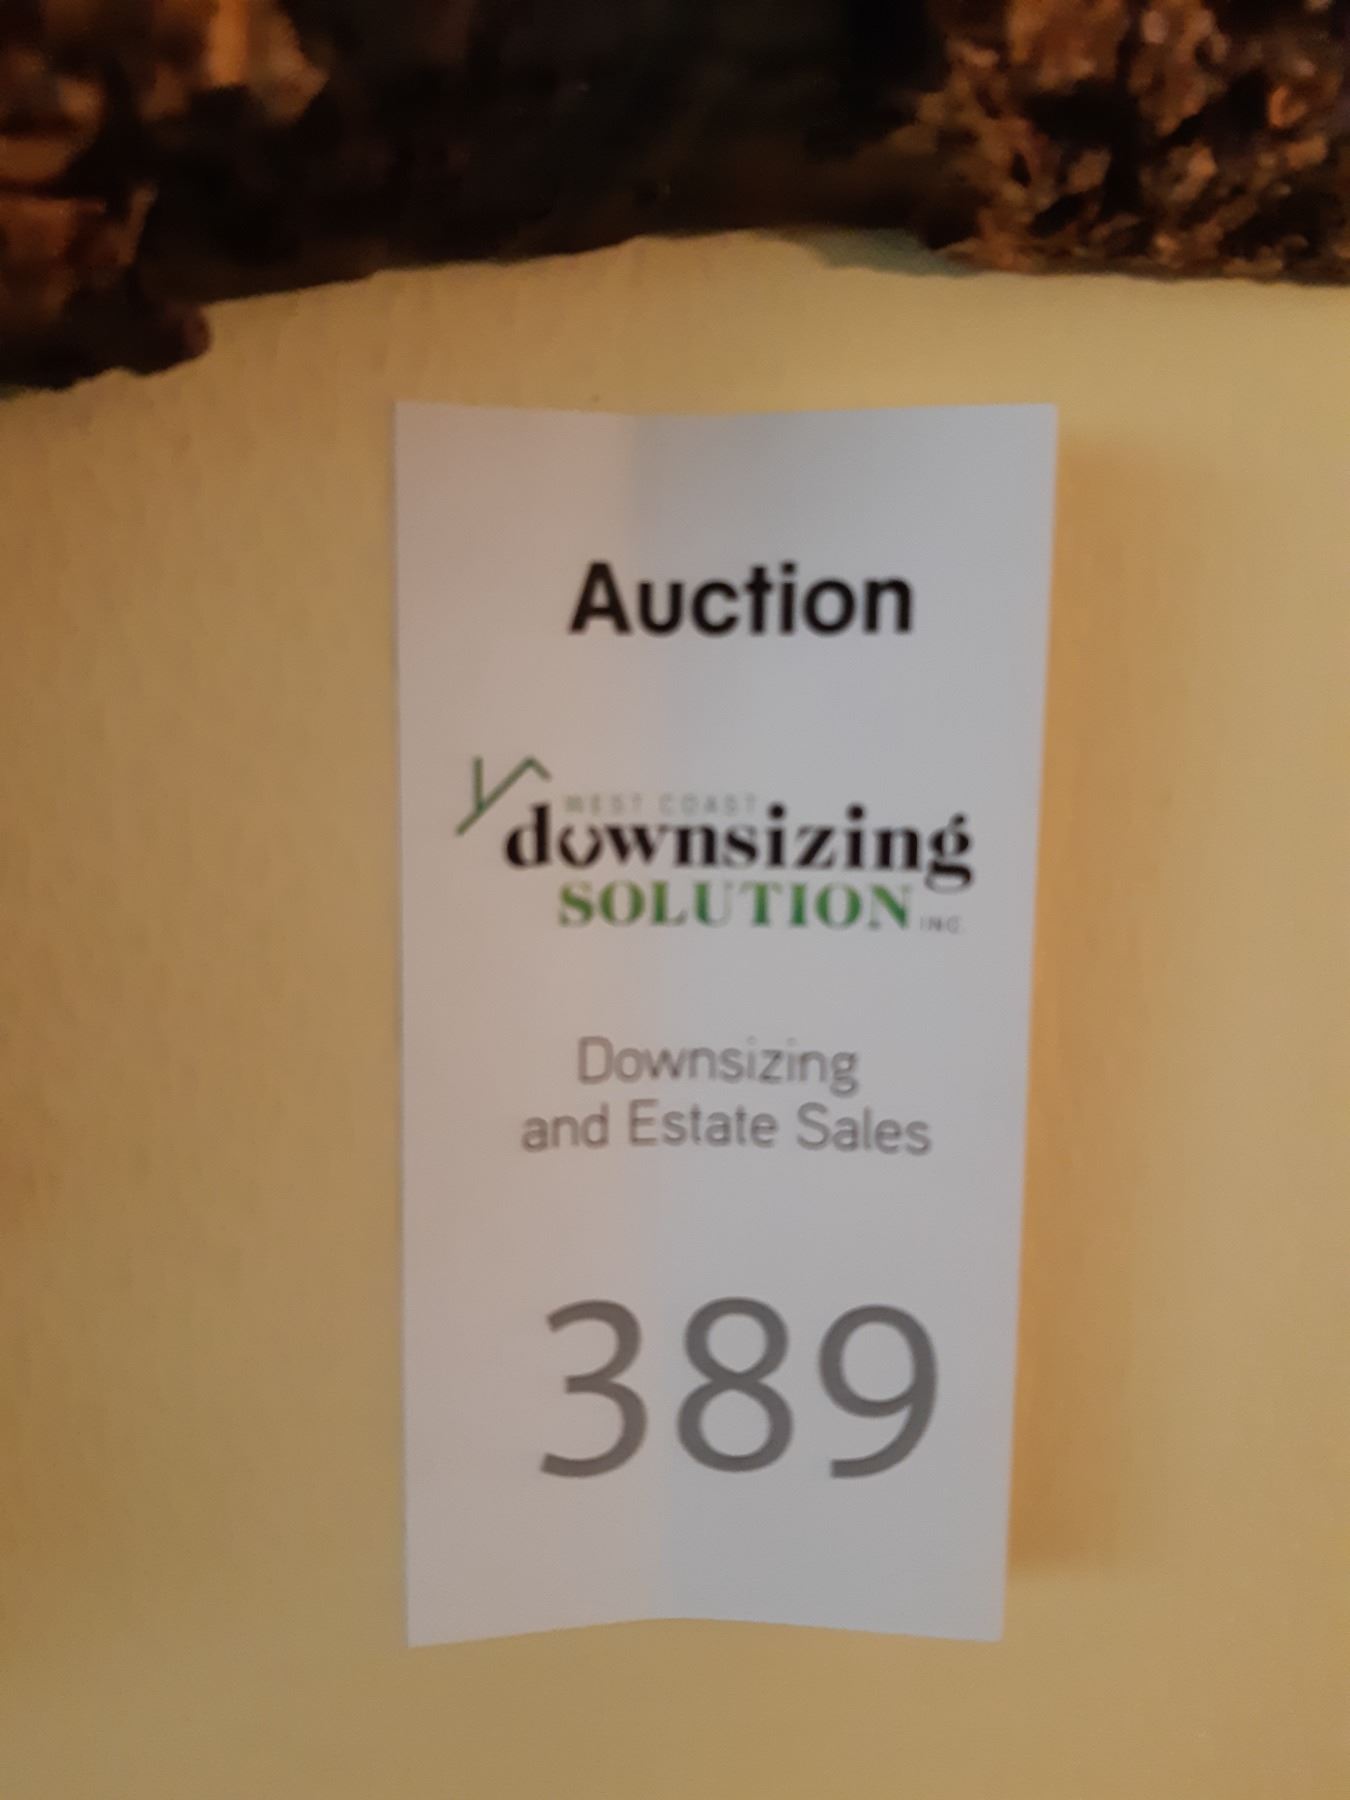 Auction
WEST COAST
downsizing
SOLUTION INC.
Downsizing
and Estate Sales
389